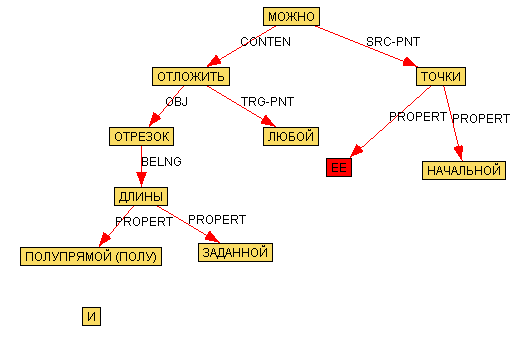 МОЖНО
CONTEN SRC-PNT
ОТЛОЖИТЬ ТОЧКИ
OBJ TRG-PNT PROPERT PROPERT
ОТРЕЗОК ЛЮБОЙ
BELNG ЕЕ НАЧАЛЬНОЙ
ДЛИНЫ
PROPERT PROPERT
ПОЛУПРЯМОЙ (ПОЛУ) ЗАДАННОЙ
И